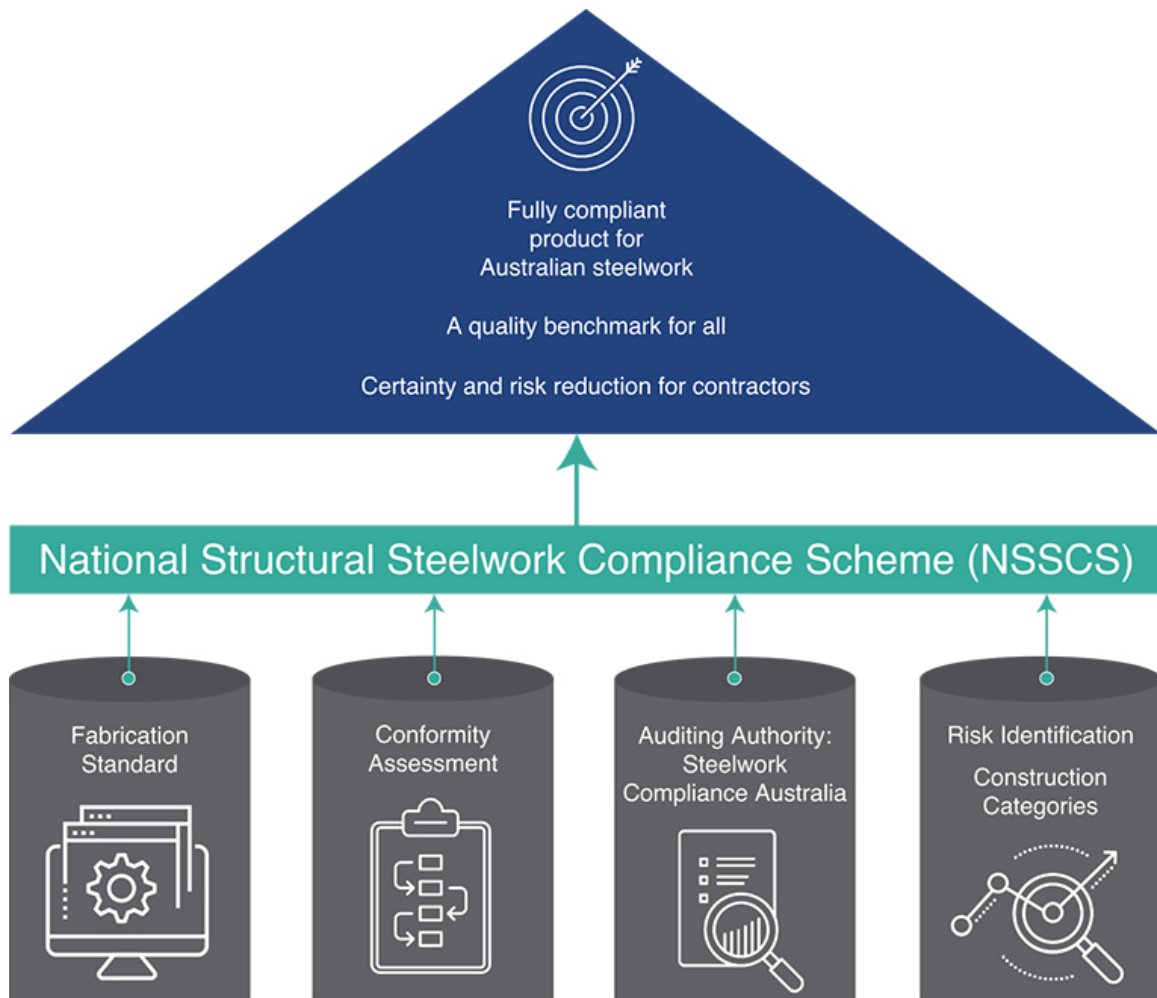 Fully compliant
product for
Australian steelwork
A quality benchmark for all
Certainty and risk reduction for contractors
National Structural Steelwork Compliance Scheme (NSSCS)
Fabrication
Standard
Conformity
Assessment
Auditing Authority:
Steelwork
Compliance Australia
Risk Identification
Construction
Categories